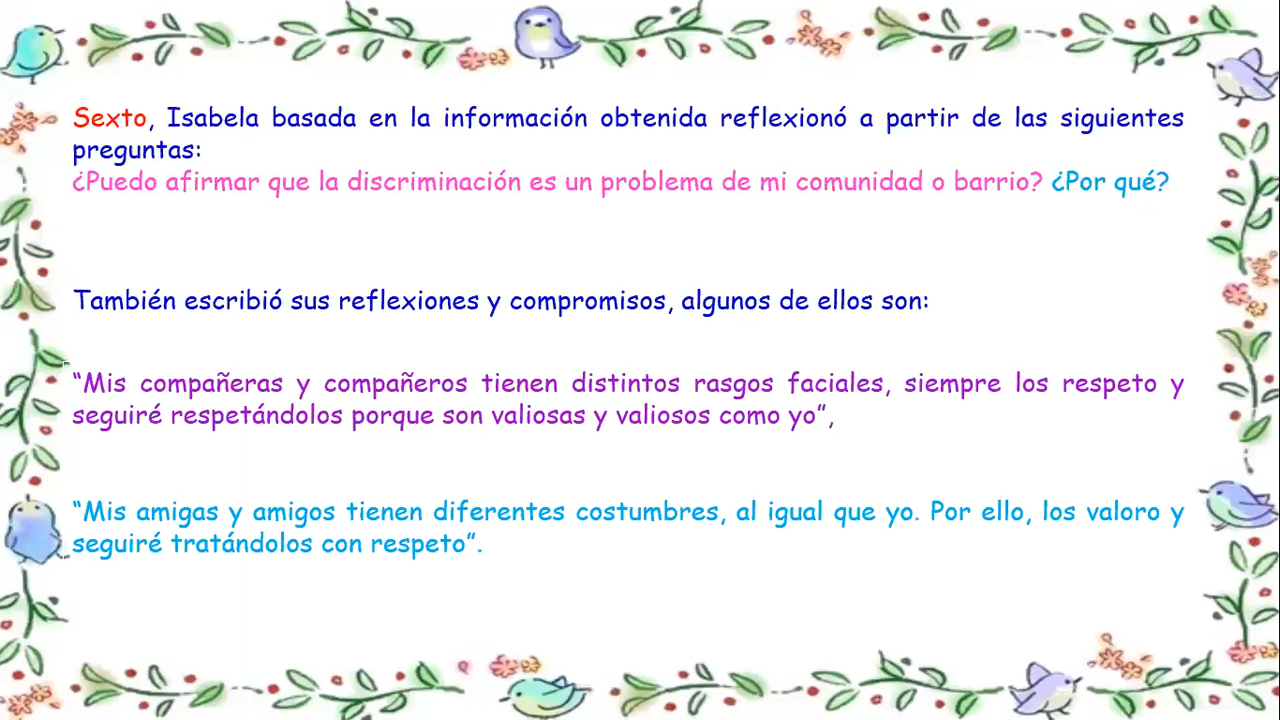 Sexto, Isabela basada en la información obtenida reflexionó a partir de las siguientes
preguntas:
¿Puedo afirmar que la discriminación es un problema de mi comunidad o barrio? ¿Por qué?
También escribió sus reflexiones y compromisos, algunos de ellos son:
“Mis compañeras y compañeros tienen distintos rasgos faciales, siempre los respeto y
seguiré respetándolos porque son valiosas y valiosos como yo”,
“Mis amigas y amigos tienen diferentes costumbres, al igual que yo. Por ello, los valoro y
seguiré tratándolos con respeto”.